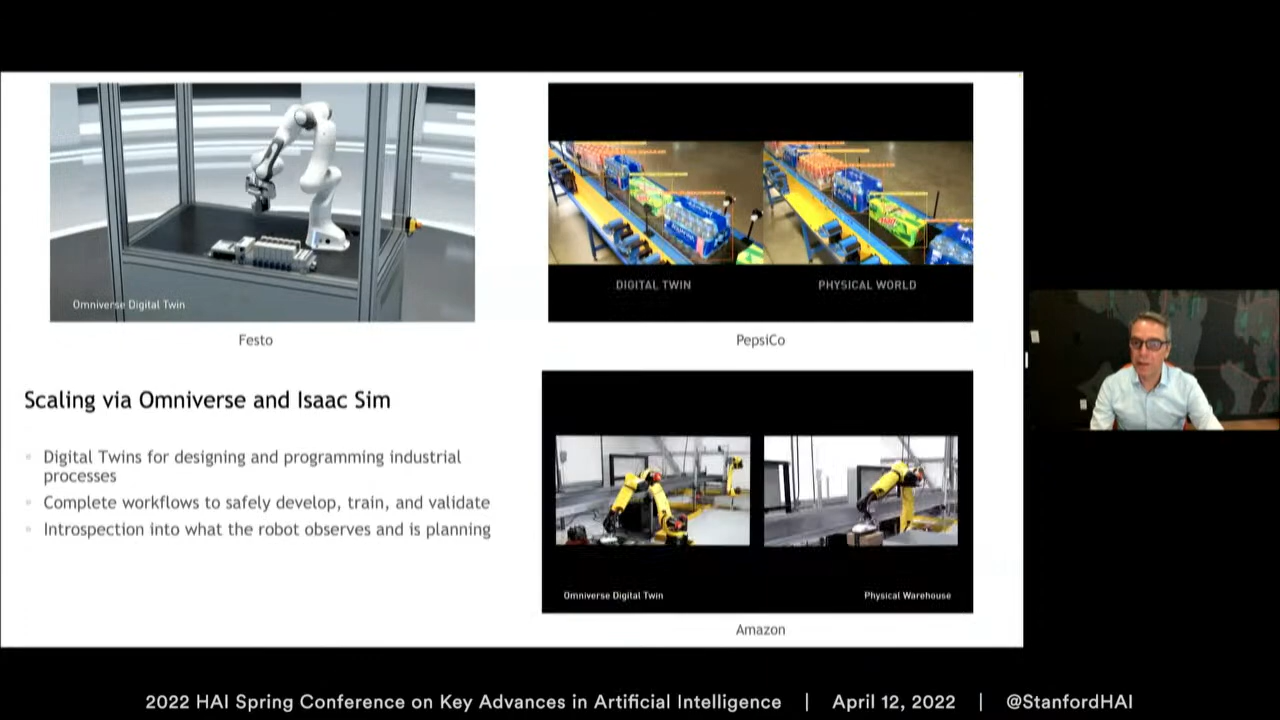 Omniverse Digital Twin
Festo
DIGITAL TWIN
PHYSICAL WORLD
PepsiCo
Scaling via Omniverse and Isaac Sim
Digital Twins for designing and programming industrial
processes
Complete workflows to safely develop, train, and validate
Introspection into what the robot observes and is planning
Omniverse Digital Twin
Physical Warehouse
Amazon
2022 HAI Spring Conference on Key Advances in Artificial Intelligence | April 12, 2022 | @StanfordHAI